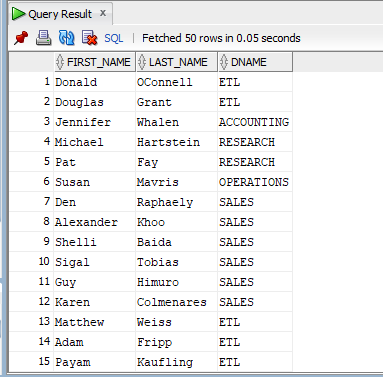 Query Result x
SQL | Fetched 50 rows in 0.05 seconds
FIRST_NAME LAST_NAME DNAME
1 Donald OConnell ETL
2 Douglas Grant ETL
3 Jennifer Whalen ACCOUNTING
4 Michael Hartstein RESEARCH
5 Pat Fay RESEARCH
6 Susan Mavris OPERATIONS
7 Den Raphaely SALES
8 Alexander Khoo SALES
9 Shelli Baida SALES
10 Sigal Tobias SALES
11 Guy Himuro SALES
12 Karen Colmenares SALES
13 Matthew Weiss ETL
14 Adam Fripp ETL
15 Payam Kaufling ETL